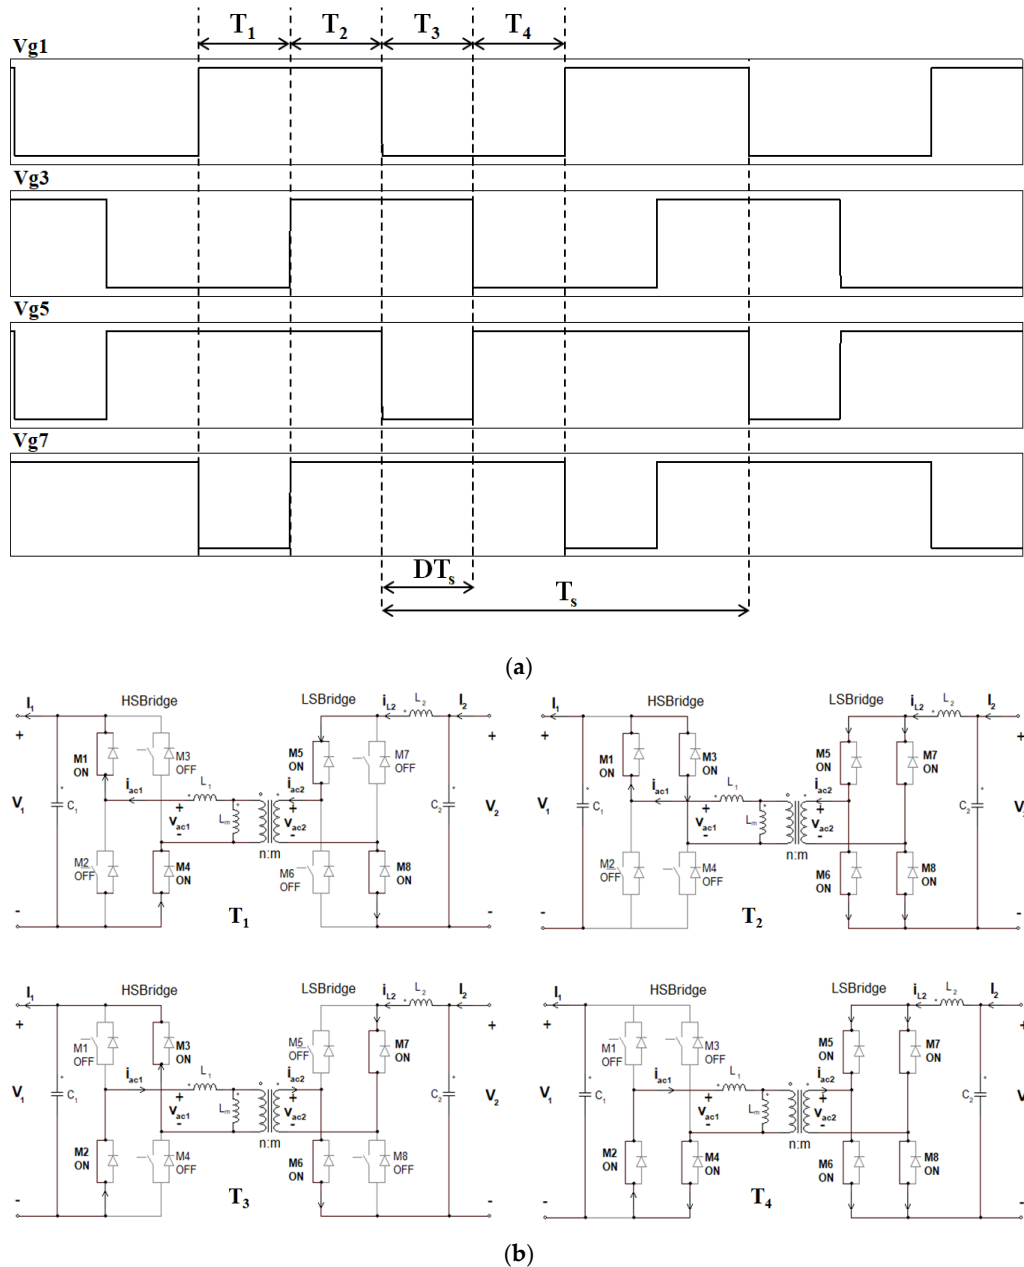 T1 T2 T3 T4
Vg1
Vg3
Vg5
Vg7
DTs
Ts
(a)
I1 HSBridge LSBridge iL2 L2 I2
+ M1 ON M3 OFF M5 ON M7 OFF +
V1 C1 iac1 L1 + Vac1 - Lm n:m iac2 + Vac2 - C2 V2
M2 OFF M4 ON M6 OFF M8 ON
- T1 -
I1 HSBridge LSBridge iL2 L2 I2
+ M1 ON M3 ON M5 ON M7 ON +
V1 C1 iac1 L1 + Vac1 - Lm n:m iac2 + Vac2 - C2 V2
M2 OFF M4 OFF M6 ON M8 ON
- T2 -
I1 HSBridge LSBridge iL2 L2 I2
+ M1 OFF M3 ON M5 OFF M7 ON +
V1 C1 iac1 L1 + Vac1 - Lm n:m iac2 + Vac2 - C2 V2
M2 ON M4 OFF M6 ON M8 OFF
- T3 -
I1 HSBridge LSBridge iL2 L2 I2
+ M1 OFF M3 OFF M5 ON M7 ON +
V1 C1 iac1 L1 + Vac1 - Lm n:m iac2 + Vac2 - C2 V2
M2 ON M4 ON M6 ON M8 ON
- T4 -
(b)